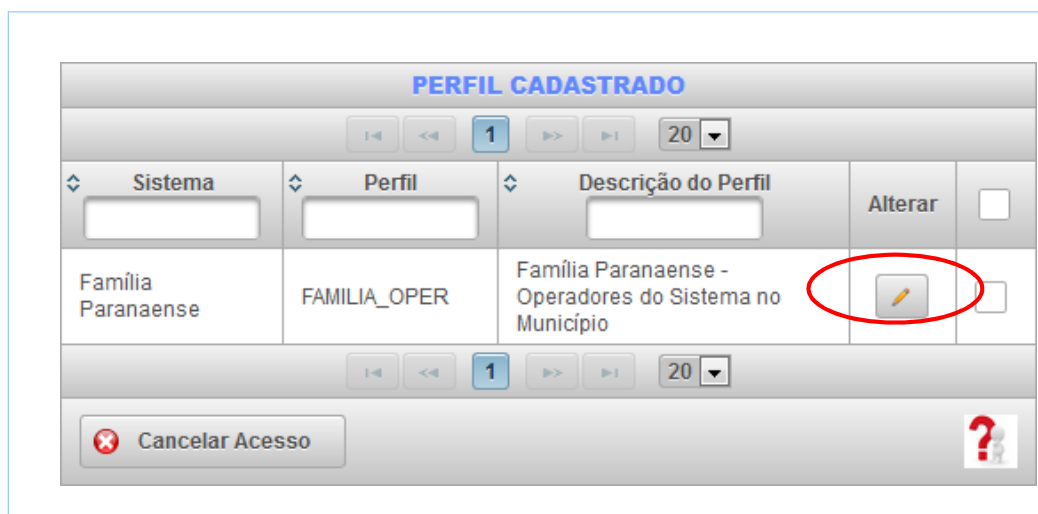 PERFIL CADASTRADO
1 20
Sistema Perfil Descrição do Perfil Alterar
Família Paranaense FAMILIA_OPER Família Paranaense -
Operadores do Sistema no
Município
1 20
Cancelar Acesso
?